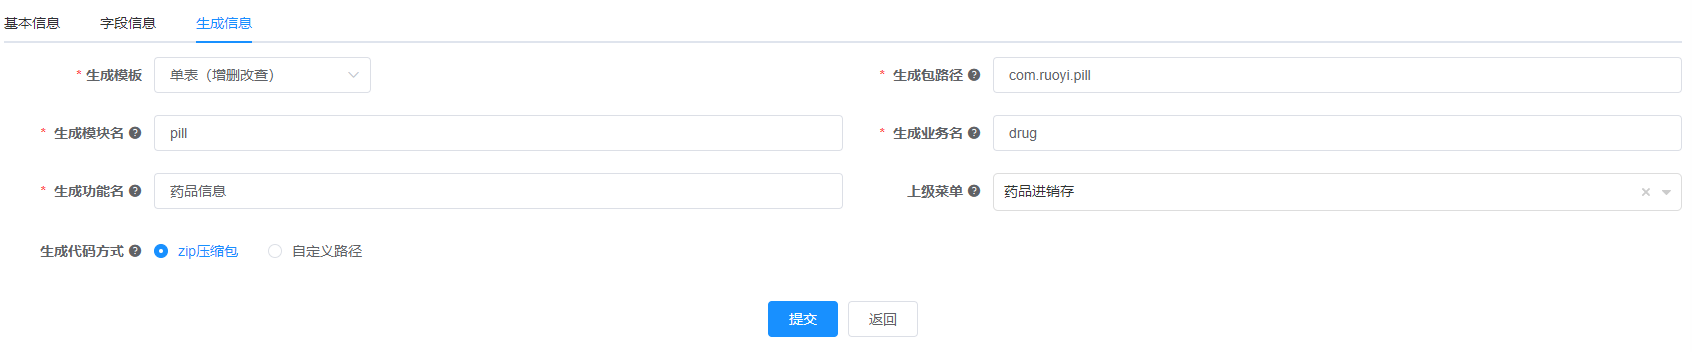 基本信息 字段信息 生成信息
* 生成模板 单表（增删改查） * 生成包路径 com.ruoyi.pill
* 生成模块名 pill * 生成业务名 drug
* 生成功能名 药品信息 上级菜单 药品进销存
生成代码方式 zip压缩包 自定义路径
提交 返回